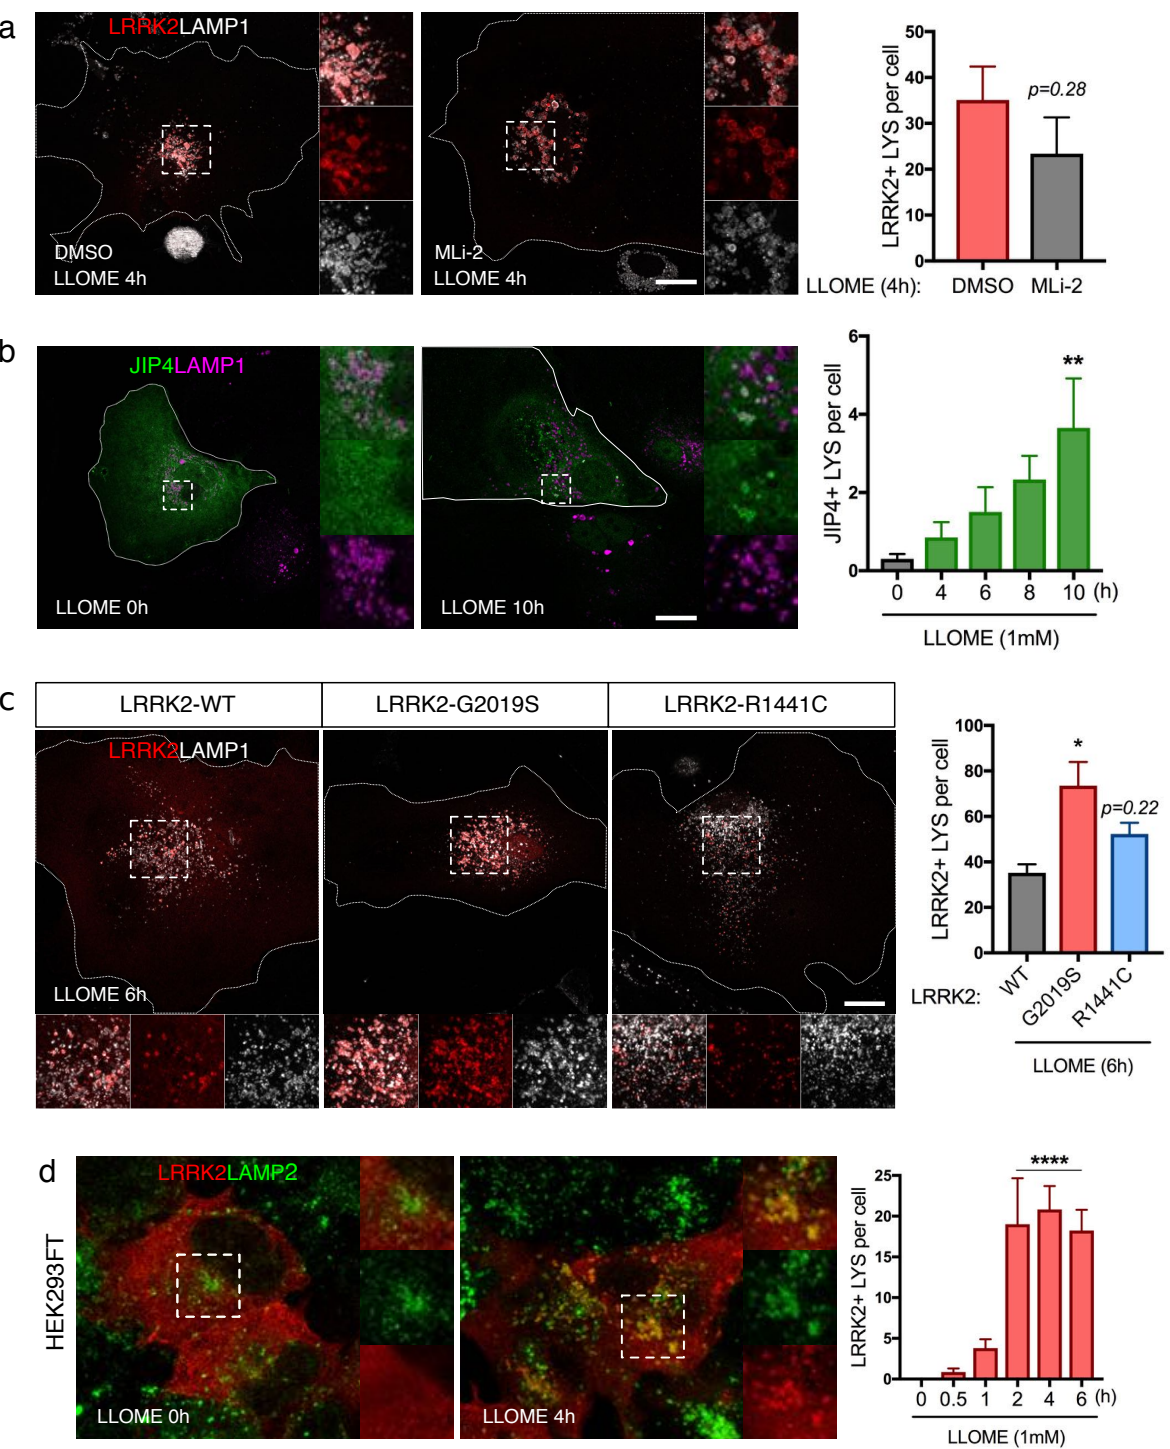 a
LRRK2LAMP1
DMSO
LLOME 4h
MLi-2
LLOME 4h
LRRK2+ LYS per cell
50
40
30
20
10
0
p=0.28
LLOME (4h): DMSO MLi-2
b
JIP4LAMP1
LLOME 0h
LLOME 10h
JIP4+ LYS per cell
6
4
2
0
**
0 4 6 8 10 (h)
LLOME (1mM)
c
LRRK2-WT LRRK2-G2019S LRRK2-R1441C
LRRK2LAMP1
LLOME 6h
LRRK2+ LYS per cell
100
80
60
40
20
0
*
p=0.22
LRRK2: WT G2019S R1441C
LLOME (6h)
d
HEK293FT
LRRK2LAMP2
LLOME 0h
LLOME 4h
LRRK2+ LYS per cell
25
20
15
10
5
0
****
0 0.5 1 2 4 6 (h)
LLOME (1mM)